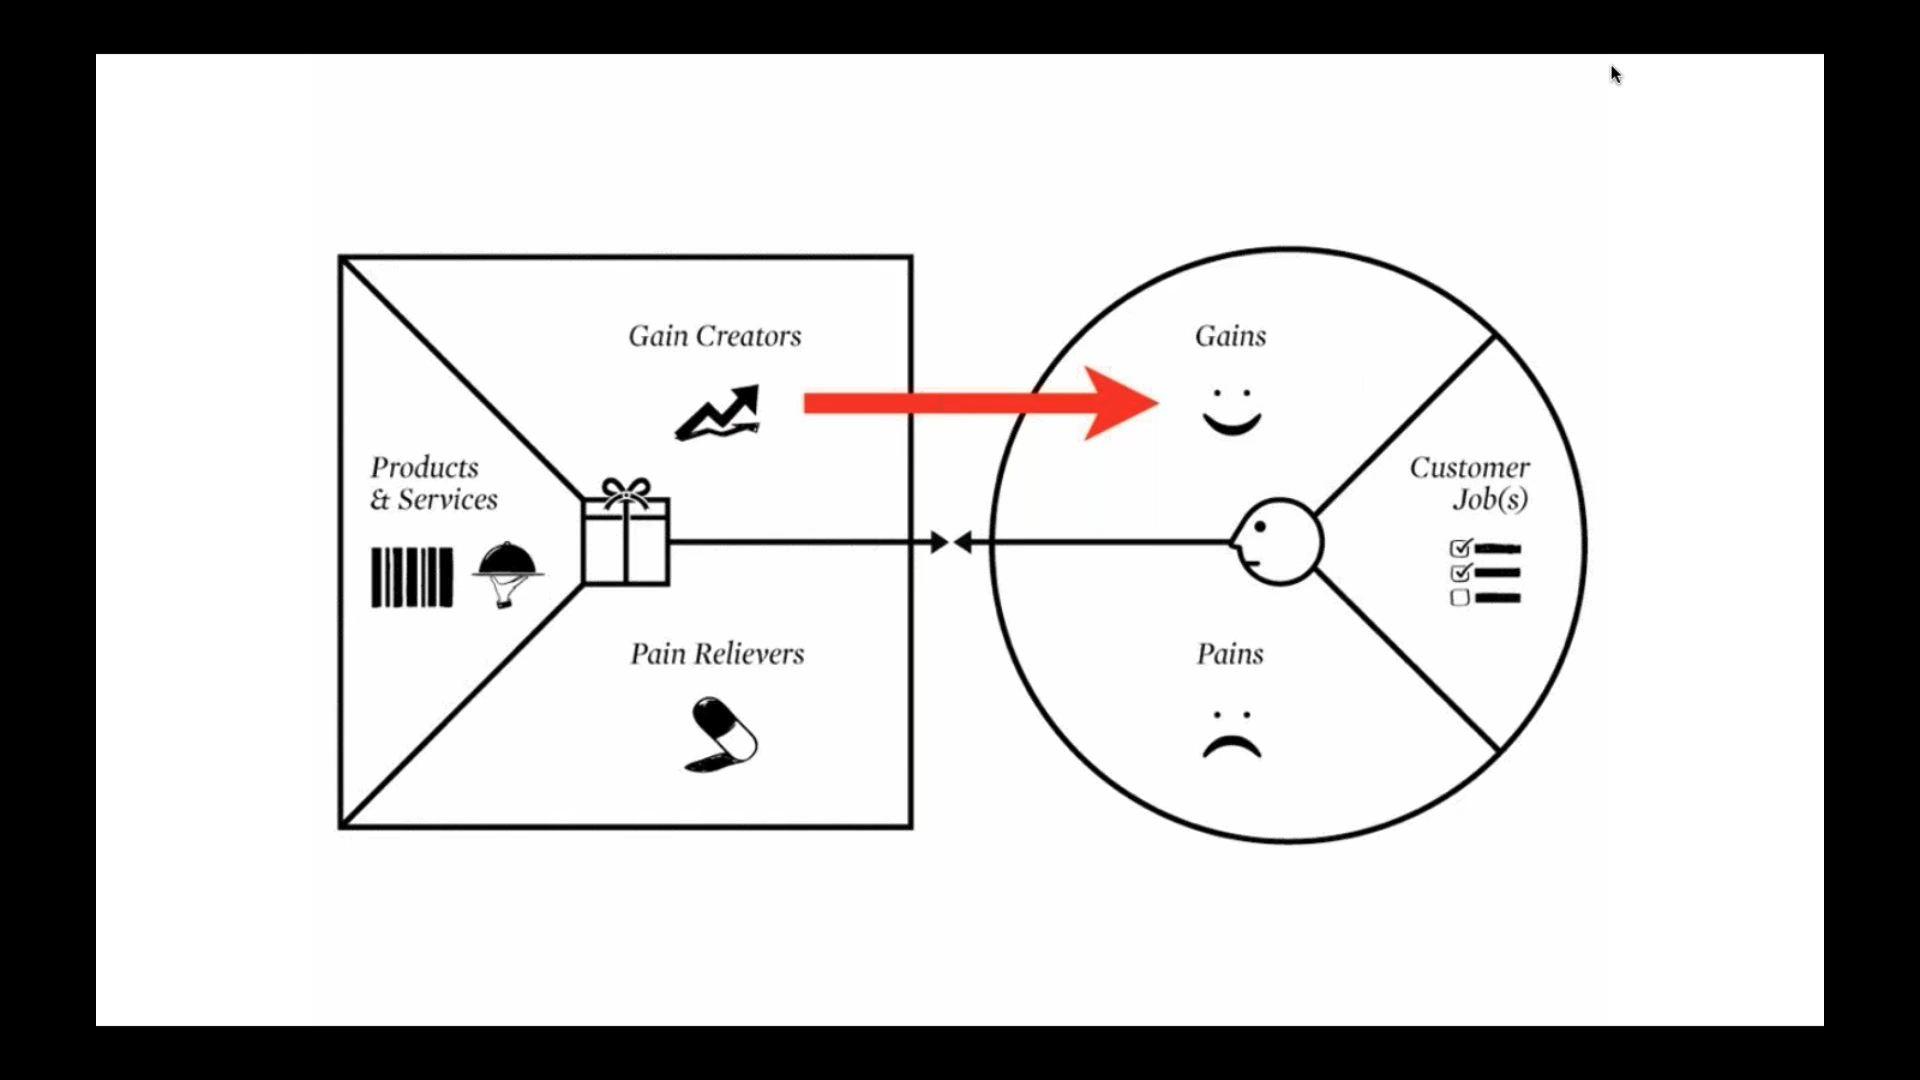 Gain Creators
Products
& Services
Pain Relievers
Gains
Customer
Job(s)
Pains